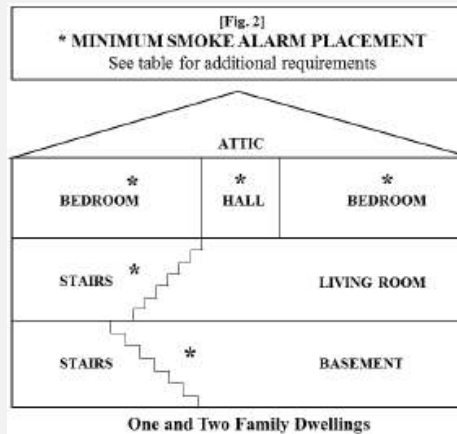 [Fig. 2]
* MINIMUM SMOKE ALARM PLACEMENT
See table for additional requirements
ATTIC
* * *
BEDROOM HALL BEDROOM
STAIRS * LIVING ROOM
STAIRS * BASEMENT
One and Two Family Dwellings